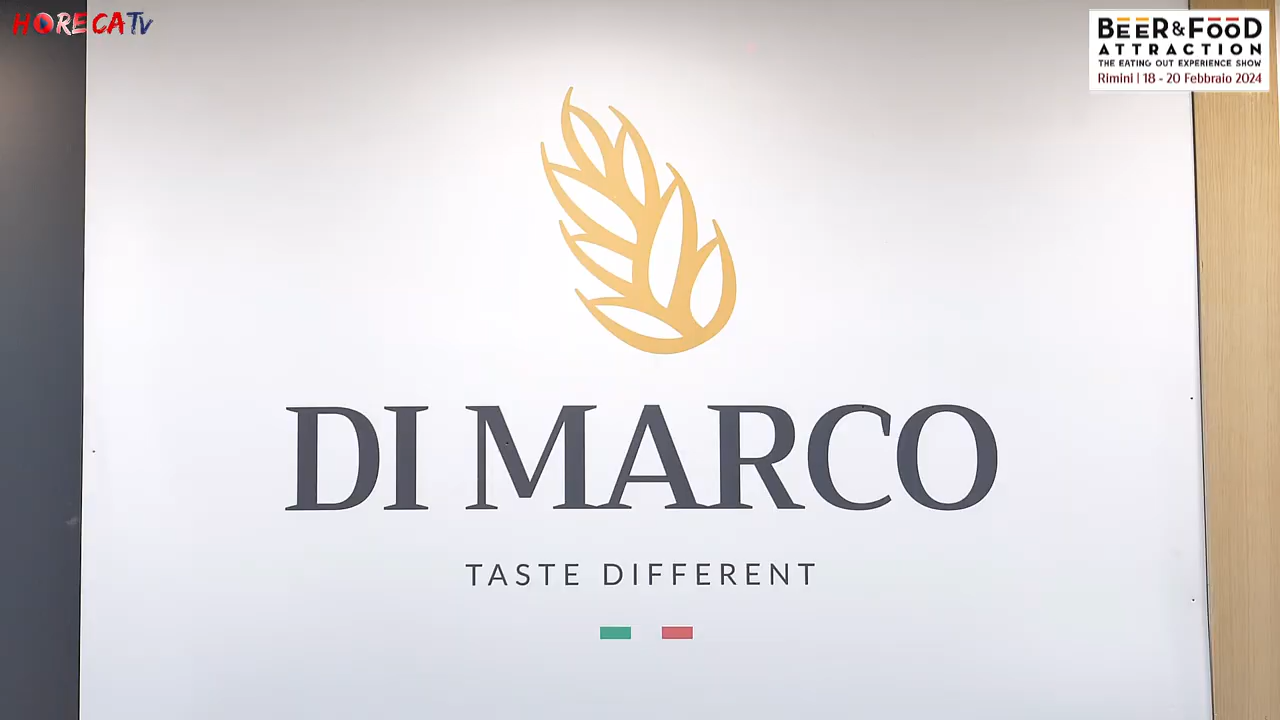 HORECATV
BEER&FOOD
ATTRACTION
THE EATING OUT EXPERIENCE SHOW
Rimini | 18 - 20 Febbraio 2024
DI MARCO
TASTE DIFFERENT